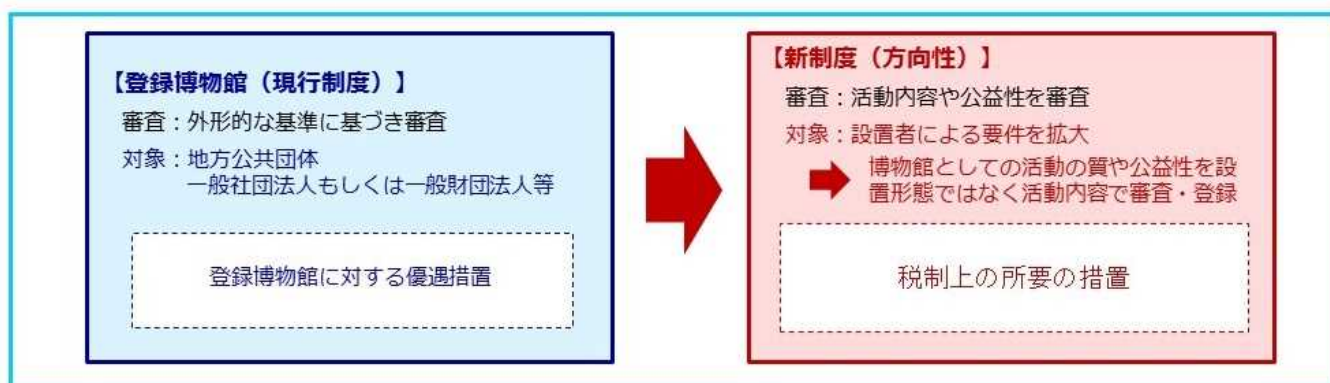 【登録博物館（現行制度）】
審査：外形的な基準に基づき審査
対象：地方公共団体
一般社団法人もしくは一般財団法人等
登録博物館に対する優遇措置
【新制度（方向性）】
審査：活動内容や公益性を審査
対象：設置者による要件を拡大
博物館としての活動の質や公益性を設
置形態ではなく活動内容で審査・登録
税制上の所要の措置